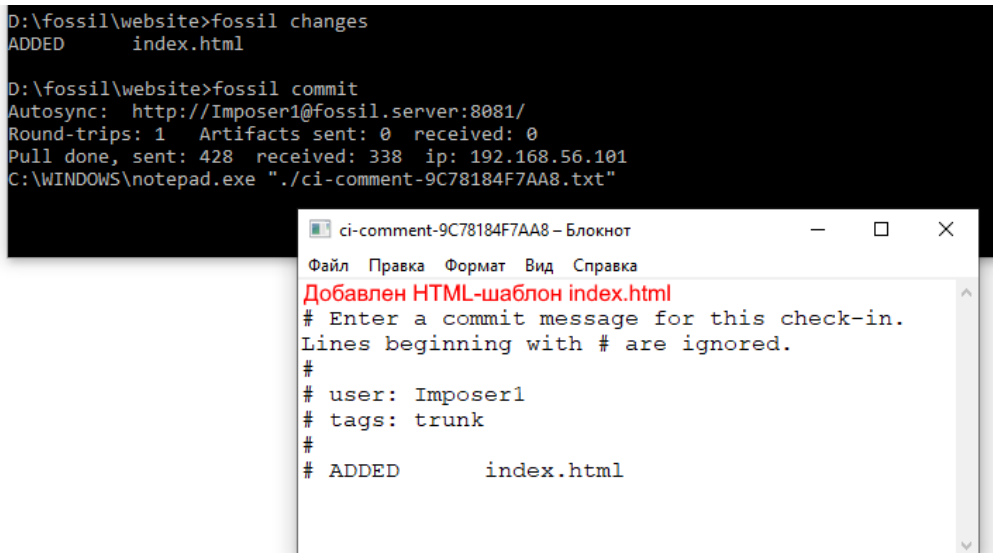 D:\fossil\website>fossil changes
ADDED      index.html
D:\fossil\website>fossil commit
Autosync:  http://Imposer1@fossil.server:8081/
Round-trips: 1   Artifacts sent: 0  received: 0
Pull done, sent: 428  received: 338  ip: 192.168.56.101
C:\WINDOWS\notepad.exe "./ci-comment-9C78184F7AA8.txt"
ci-comment-9C78184F7AA8 – Блокнот
Файл Правка Формат Вид Справка
Добавлен HTML-шаблон index.html
# Enter a commit message for this check-in.
Lines beginning with # are ignored.
#
# user: Imposer1
# tags: trunk
#
# ADDED      index.html